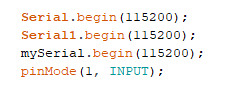 Serial.begin(115200);
Serial1.begin(115200);
mySerial.begin(115200);
pinMode(1, INPUT);